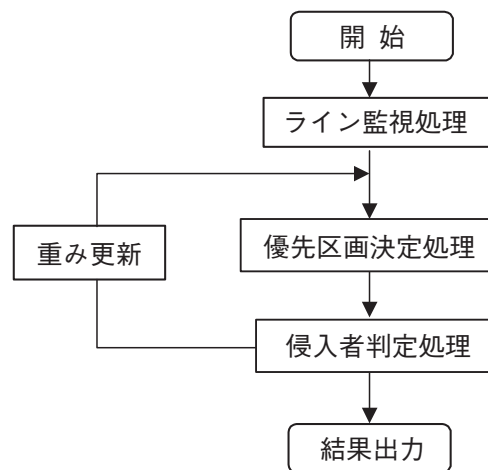 開 始
ライン監視処理
優先区画決定処理
重み更新
侵入者判定処理
結果出力